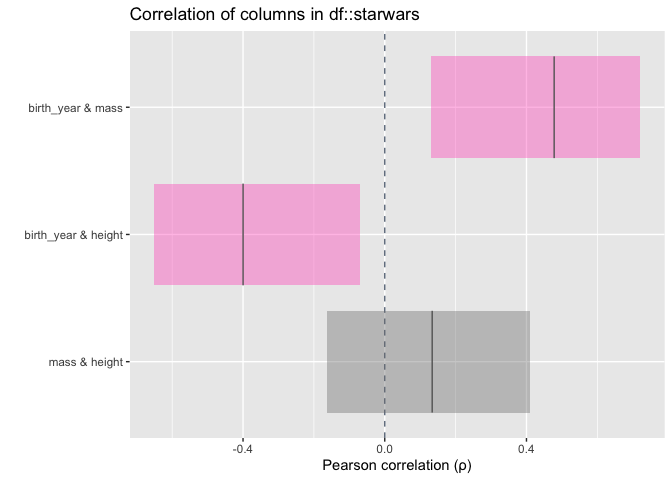 Correlation of columns in df::starwars
birth_year & mass
birth_year & height
mass & height
-0.4
0.0
0.4
Pearson correlation (ρ)